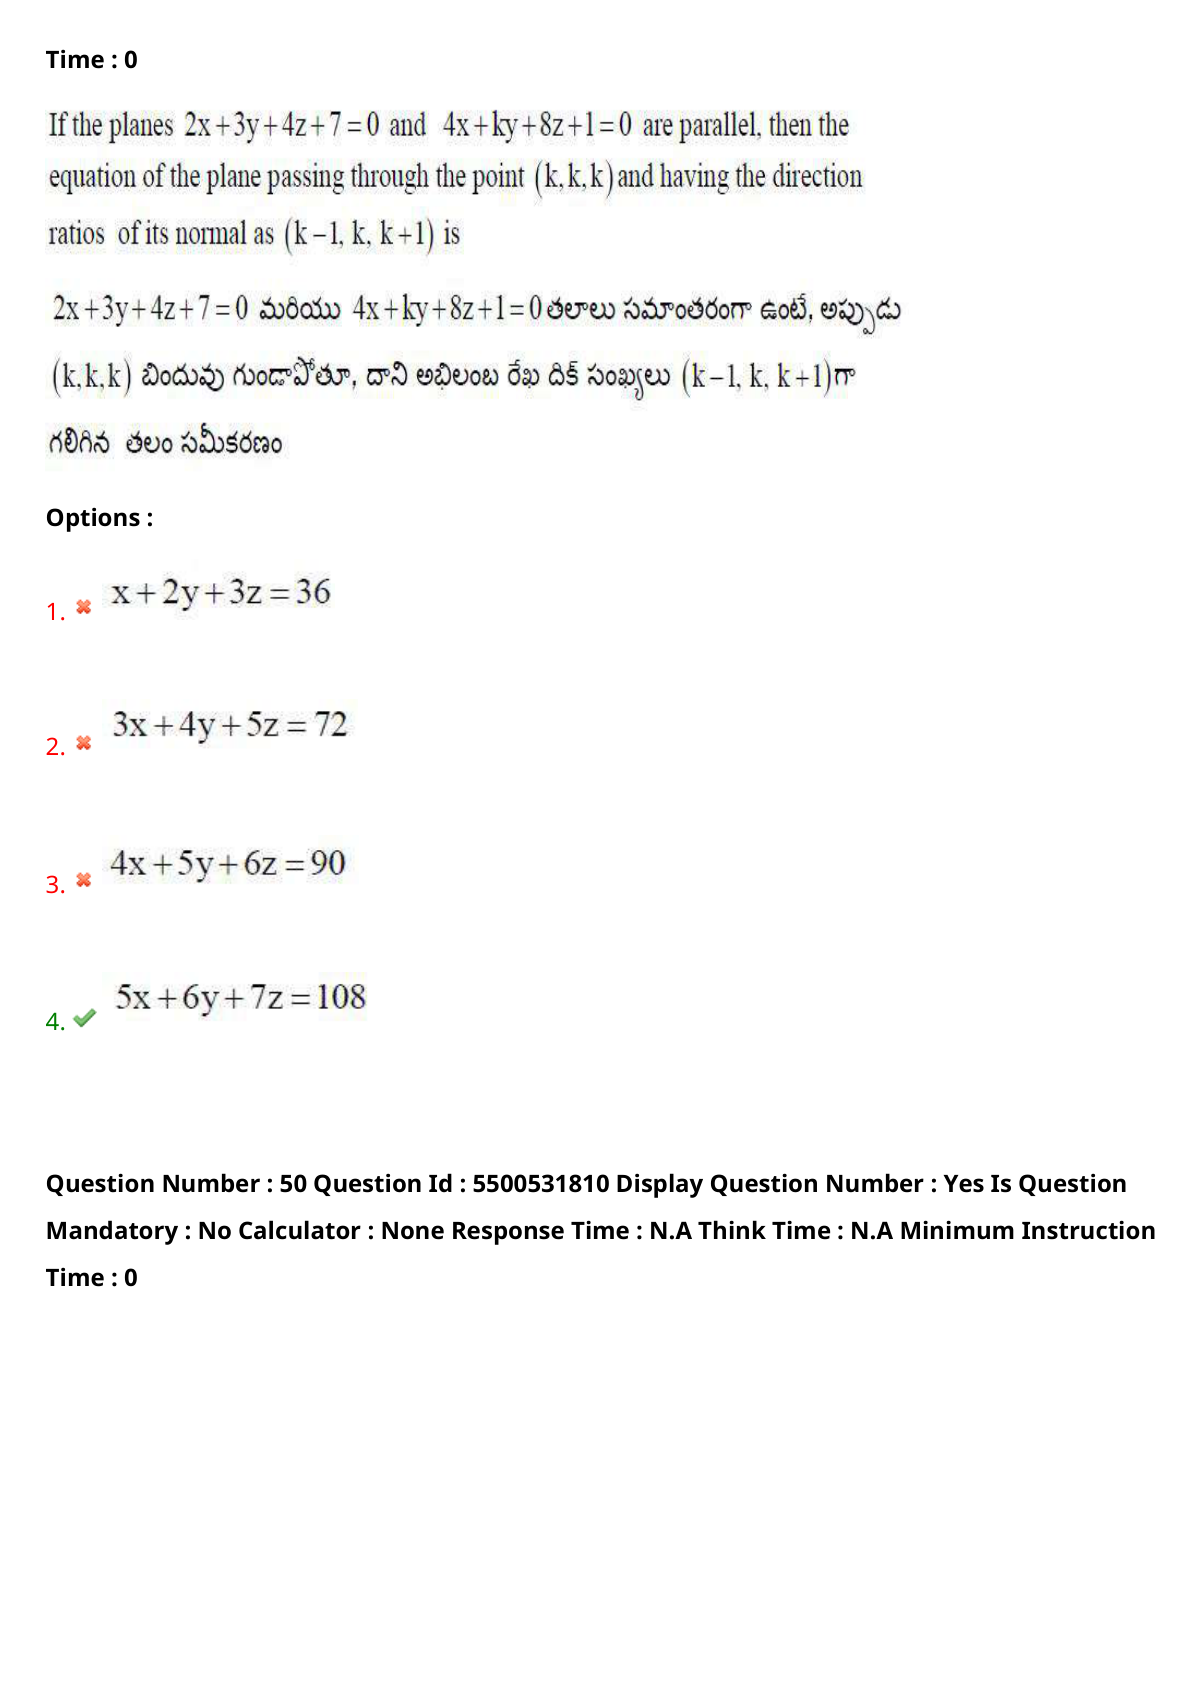 Time : 0
If the planes 2x+3y+4z+7=0 and 4x+ky+8z+1=0 are parallel, then the
equation of the plane passing through the point (k,k,k) and having the direction
ratios of its normal as (k−1, k, k+1) is
2x+3y+4z+7=0 మరియు 4x+ky+8z+1=0 తలాలు సమాంతరంగా ఉంటే, అప్పుడు
(k,k,k) బిందువు గుండాపోతూ, దాని అభిలంబ రేఖ దిక్ సంఖ్యలు (k−1, k, k+1)గా
గలిగిన తలం సమీకరణం
Options :
1. x+2y+3z=36
2. 3x+4y+5z=72
3. 4x+5y+6z=90
4. 5x+6y+7z=108
Question Number : 50 Question Id : 5500531810 Display Question Number : Yes Is Question
Mandatory : No Calculator : None Response Time : N.A Think Time : N.A Minimum Instruction
Time : 0